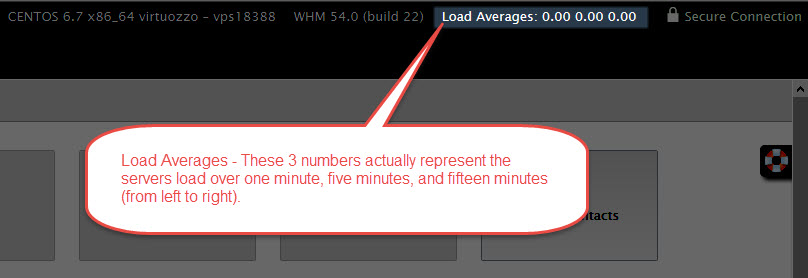 CENTOS 6.7 x86_64 virtuozzo – vps18388 WHM 54.0 (build 22) Load Averages: 0.00 0.00 0.00 Secure Connection
Load Averages - These 3 numbers actually represent the
servers load over one minute, five minutes, and fifteen minutes
(from left to right).